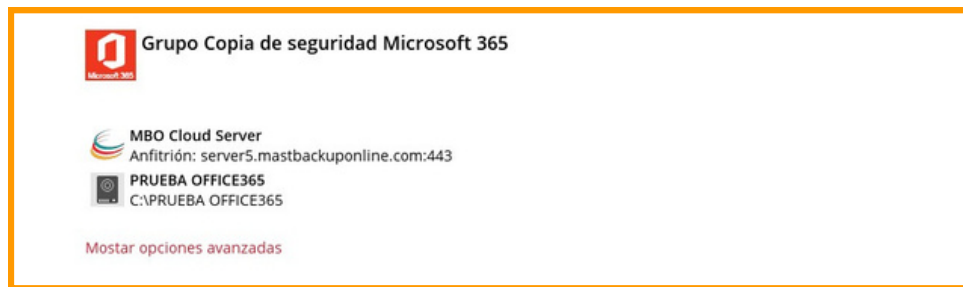 Grupo Copia de seguridad Microsoft 365
Microsoft 365
MBO Cloud Server
Anfitrión: server5.mastbackuponline.com:443
PRUEBA OFFICE365
C:\PRUEBA OFFICE365
Mostar opciones avanzadas